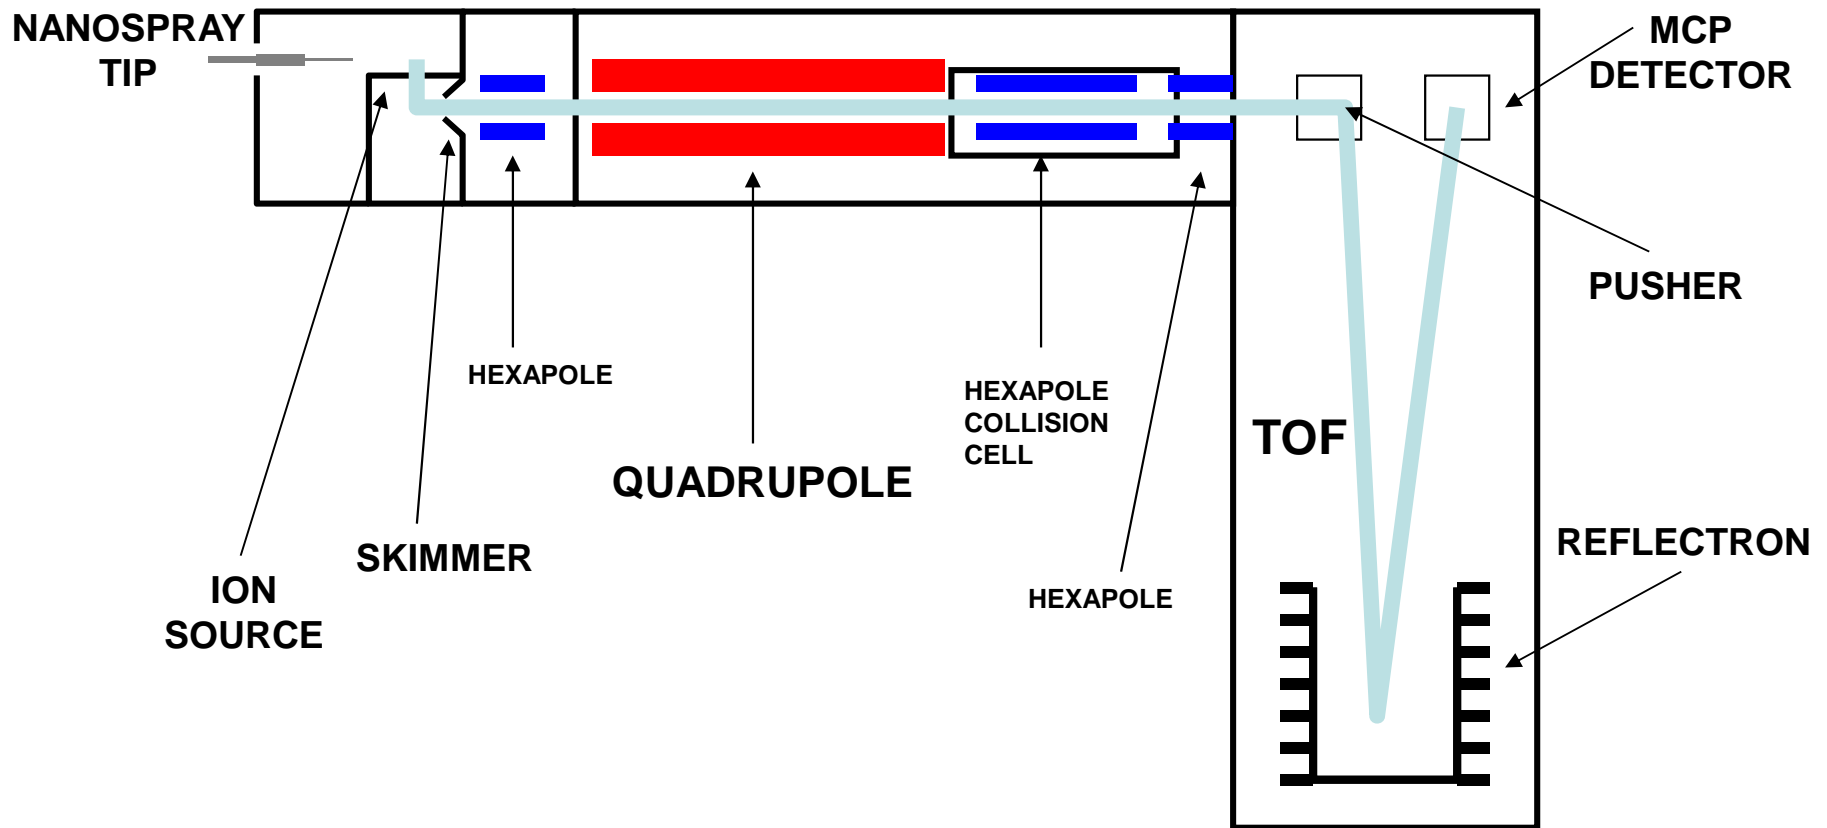 NANOSPRAY
TIP
MCP
DETECTOR
PUSHER
HEXAPOLE
HEXAPOLE
COLLISION
CELL
TOF
QUADRUPOLE
SKIMMER
REFLECTRON
ION
SOURCE
HEXAPOLE